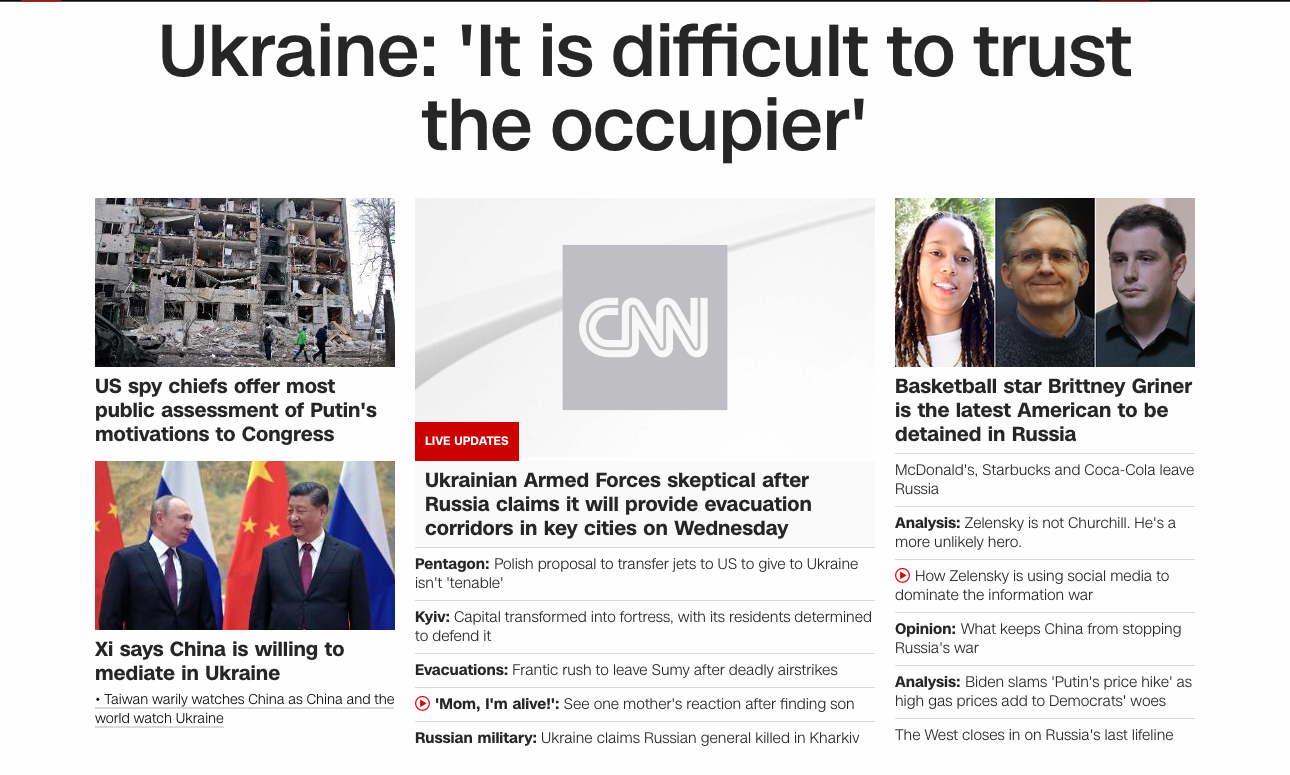 Ukraine: 'It is difficult to trust
the occupier'
US spy chiefs offer most
public assessment of Putin's
motivations to Congress
Xi says China is willing to
mediate in Ukraine
• Taiwan warily watches China as China and the
world watch Ukraine
CNN
LIVE UPDATES
Ukrainian Armed Forces skeptical after
Russia claims it will provide evacuation
corridors in key cities on Wednesday
Pentagon: Polish proposal to transfer jets to US to give to Ukraine
isn't 'tenable'
Kyiv: Capital transformed into fortress, with its residents determined
to defend it
Evacuations: Frantic rush to leave Sumy after deadly airstrikes
'Mom, I'm alive!': See one mother's reaction after finding son
Russian military: Ukraine claims Russian general killed in Kharkiv
Basketball star Brittney Griner
is the latest American to be
detained in Russia
McDonald's, Starbucks and Coca-Cola leave
Russia
Analysis: Zelensky is not Churchill. He's a
more unlikely hero.
How Zelensky is using social media to
dominate the information war
Opinion: What keeps China from stopping
Russia's war
Analysis: Biden slams 'Putin's price hike' as
high gas prices add to Democrats' woes
The West closes in on Russia's last lifeline